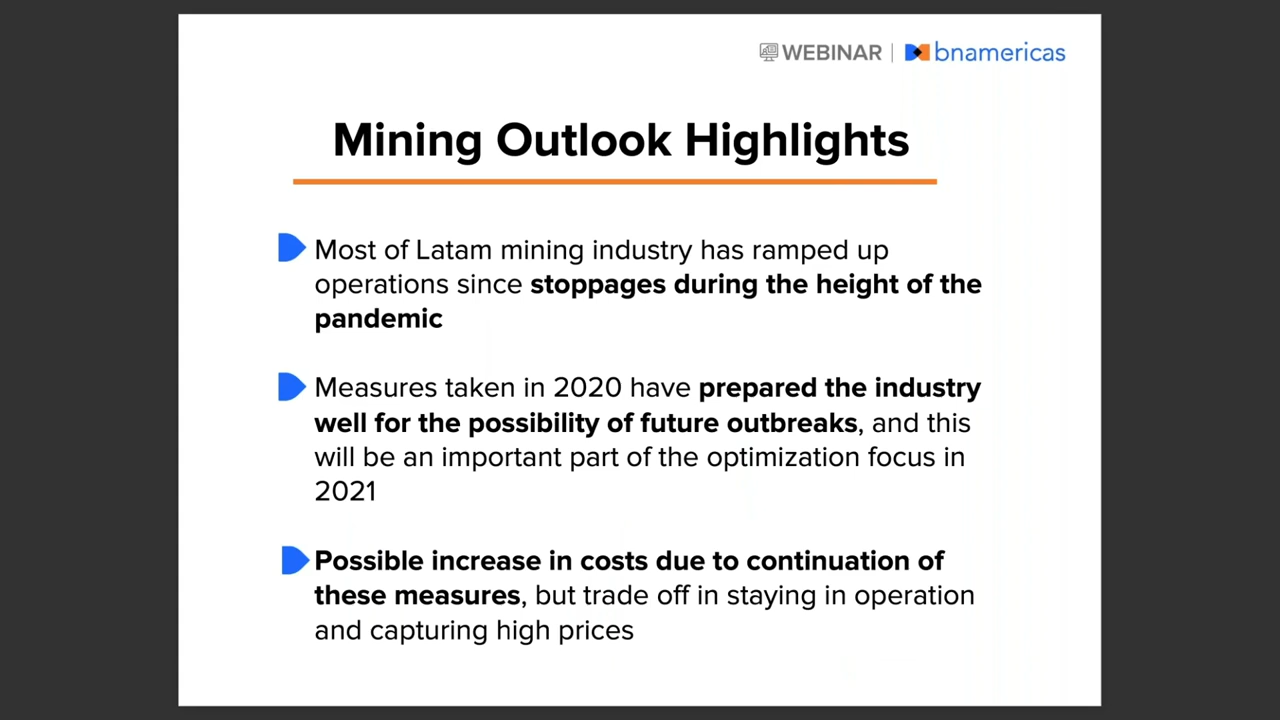 WEBINAR | bnamericas
Mining Outlook Highlights
Most of Latam mining industry has ramped up
operations since stoppages during the height of the
pandemic
Measures taken in 2020 have prepared the industry
well for the possibility of future outbreaks, and this
will be an important part of the optimization focus in
2021
Possible increase in costs due to continuation of
these measures, but trade off in staying in operation
and capturing high prices